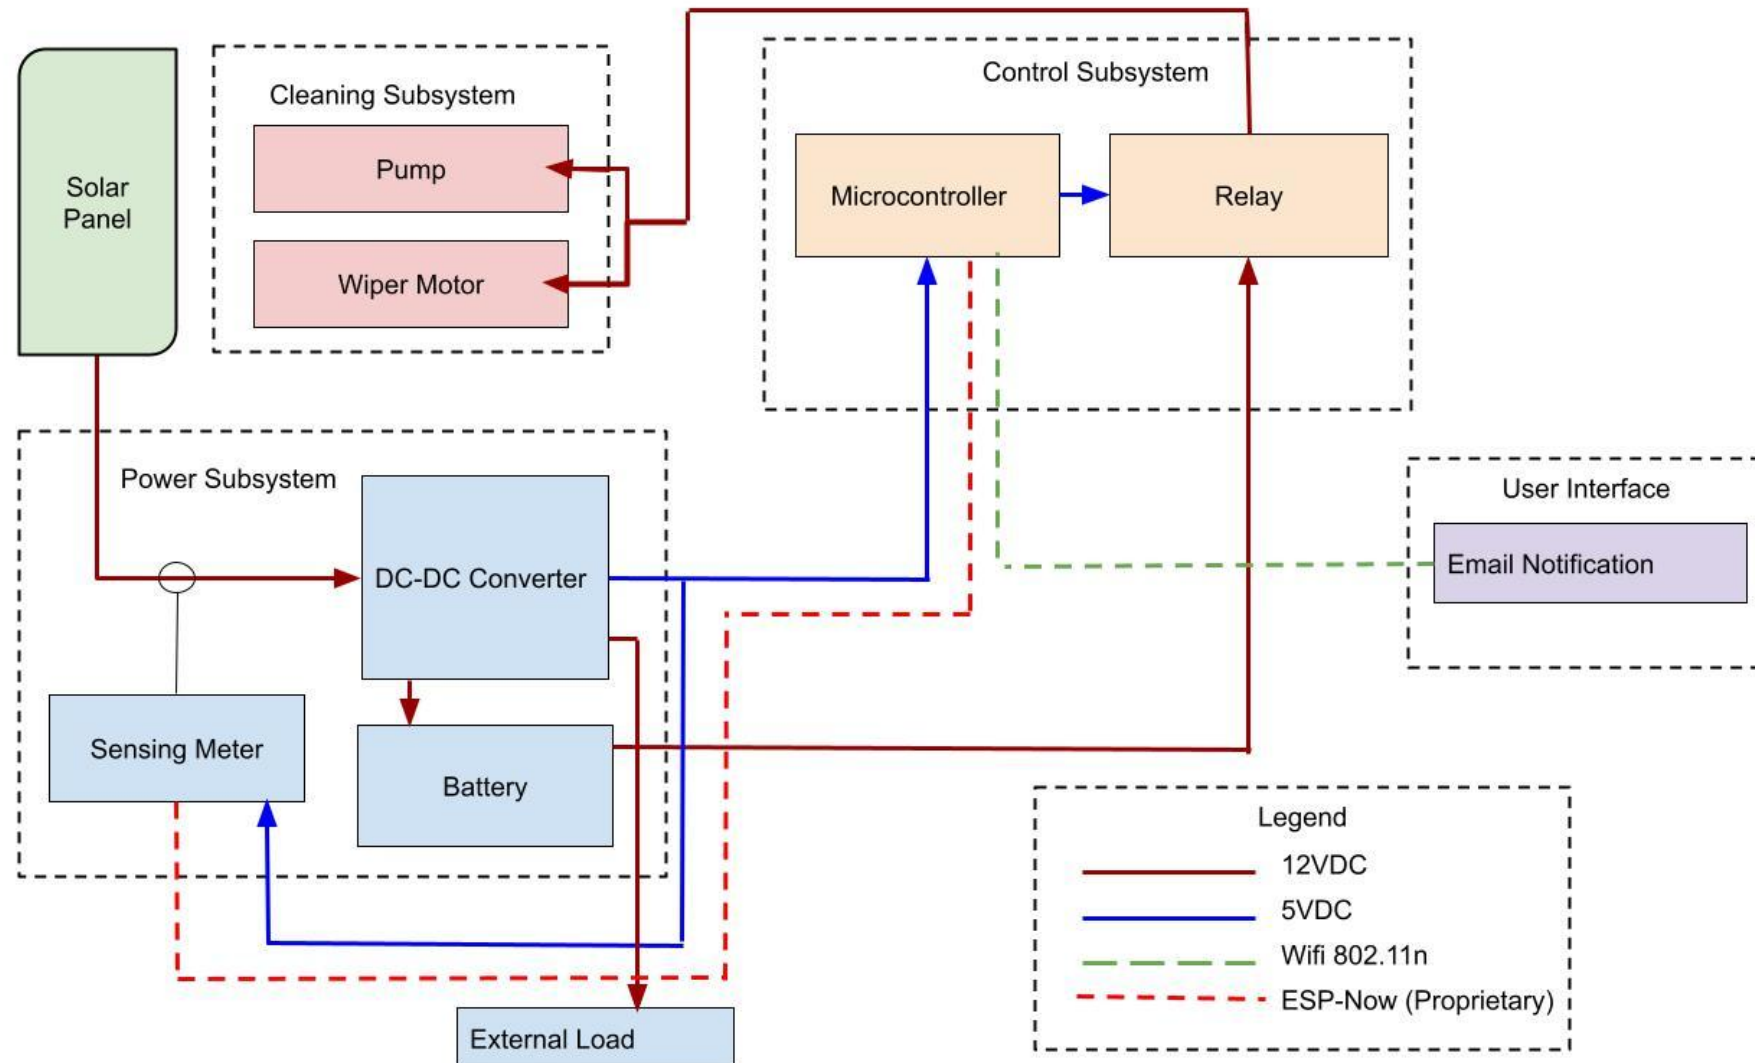 Solar
Panel
Cleaning Subsystem
Pump
Wiper Motor
Control Subsystem
Microcontroller
Relay
Power Subsystem
DC-DC Converter
Sensing Meter
Battery
External Load
User Interface
Email Notification
Legend
12VDC
5VDC
Wifi 802.11n
ESP-Now (Proprietary)